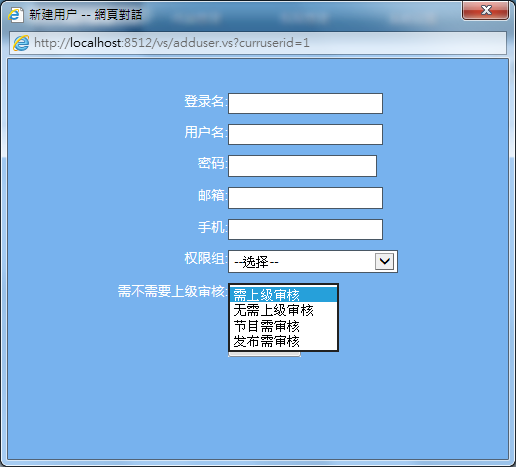 新建用户 -- 網頁對話
http://localhost:8512/vs/adduser.vs?curruserid=1
登录名:
用户名:
密码:
邮箱:
手机:
权限组: --选择--
需不需要上级审核: 需上级审核
无需上级审核
节目需审核
发布需审核